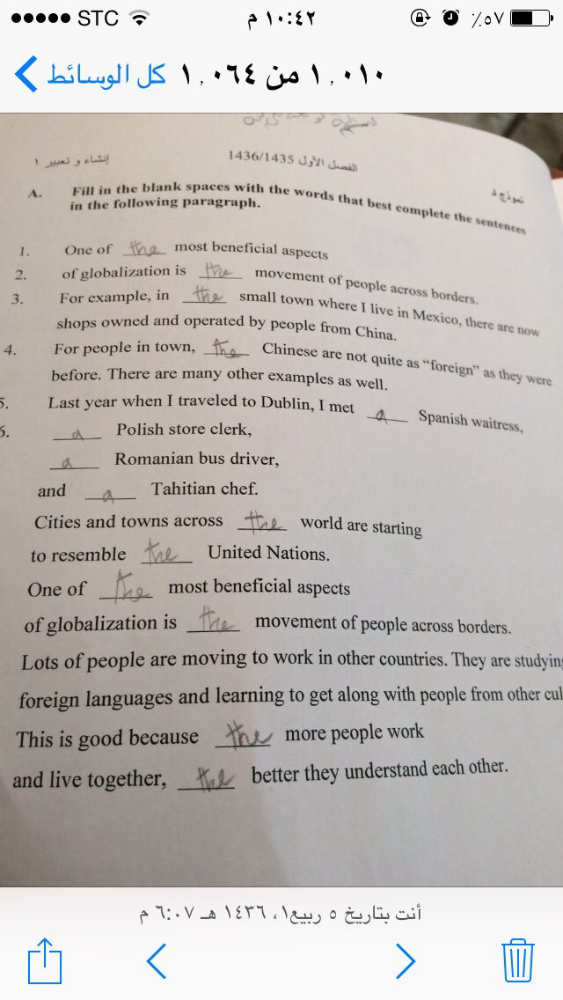 STC ١٠:٤٢ م ٪٥٧
كل الوسائط ١,٠١٠ من ١,٠٦٤
إنشاء و تعبير ١ الفصل الأول 1436/1435 نموذج د
A. Fill in the blank spaces with the words that best complete the sentences
in the following paragraph.
1. One of the most beneficial aspects
2. of globalization is the movement of people across borders.
3. For example, in the small town where I live in Mexico, there are now
shops owned and operated by people from China.
4. For people in town, the Chinese are not quite as “foreign” as they were
before. There are many other examples as well.
5. Last year when I traveled to Dublin, I met a Spanish waitress,
6. a Polish store clerk,
a Romanian bus driver,
and a Tahitian chef.
Cities and towns across the world are starting
to resemble the United Nations.
One of the most beneficial aspects
of globalization is the movement of people across borders.
Lots of people are moving to work in other countries. They are studyin
foreign languages and learning to get along with people from other cul
This is good because the more people work
and live together, the better they understand each other.
أنت بتاريخ ٥ ربيع١، ١٤٣٦ هـ ٦:٠٧ م